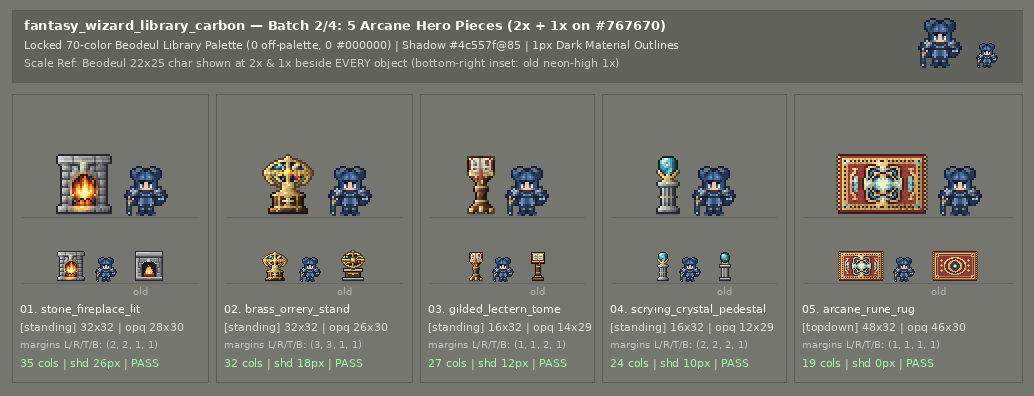 fantasy_wizard_library_carbon — Batch 2/4: 5 Arcane Hero Pieces (2x + 1x on #767670)
Locked 70-color Beodeul Library Palette (0 off-palette, 0 #000000) | Shadow #4c557f@85 | 1px Dark Material Outlines
Scale Ref: Beodeul 22x25 char shown at 2x & 1x beside EVERY object (bottom-right inset: old neon-high 1x)
old
01. stone_fireplace_lit
[standing] 32x32 | opq 28x30
margins L/R/T/B: (2, 2, 1, 1)
35 cols | shd 26px | PASS
old
02. brass_orrery_stand
[standing] 32x32 | opq 26x30
margins L/R/T/B: (3, 3, 1, 1)
32 cols | shd 18px | PASS
old
03. gilded_lectern_tome
[standing] 16x32 | opq 14x29
margins L/R/T/B: (1, 1, 2, 1)
27 cols | shd 12px | PASS
old
04. scrying_crystal_pedestal
[standing] 16x32 | opq 12x29
margins L/R/T/B: (2, 2, 2, 1)
24 cols | shd 10px | PASS
old
05. arcane_rune_rug
[topdown] 48x32 | opq 46x30
margins L/R/T/B: (1, 1, 1, 1)
19 cols | shd 0px | PASS